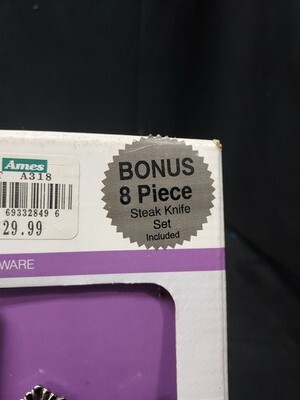 Ames
A318
69332849 6
29.99
BONUS
8 Piece
Steak Knife
Set
Included
WARE